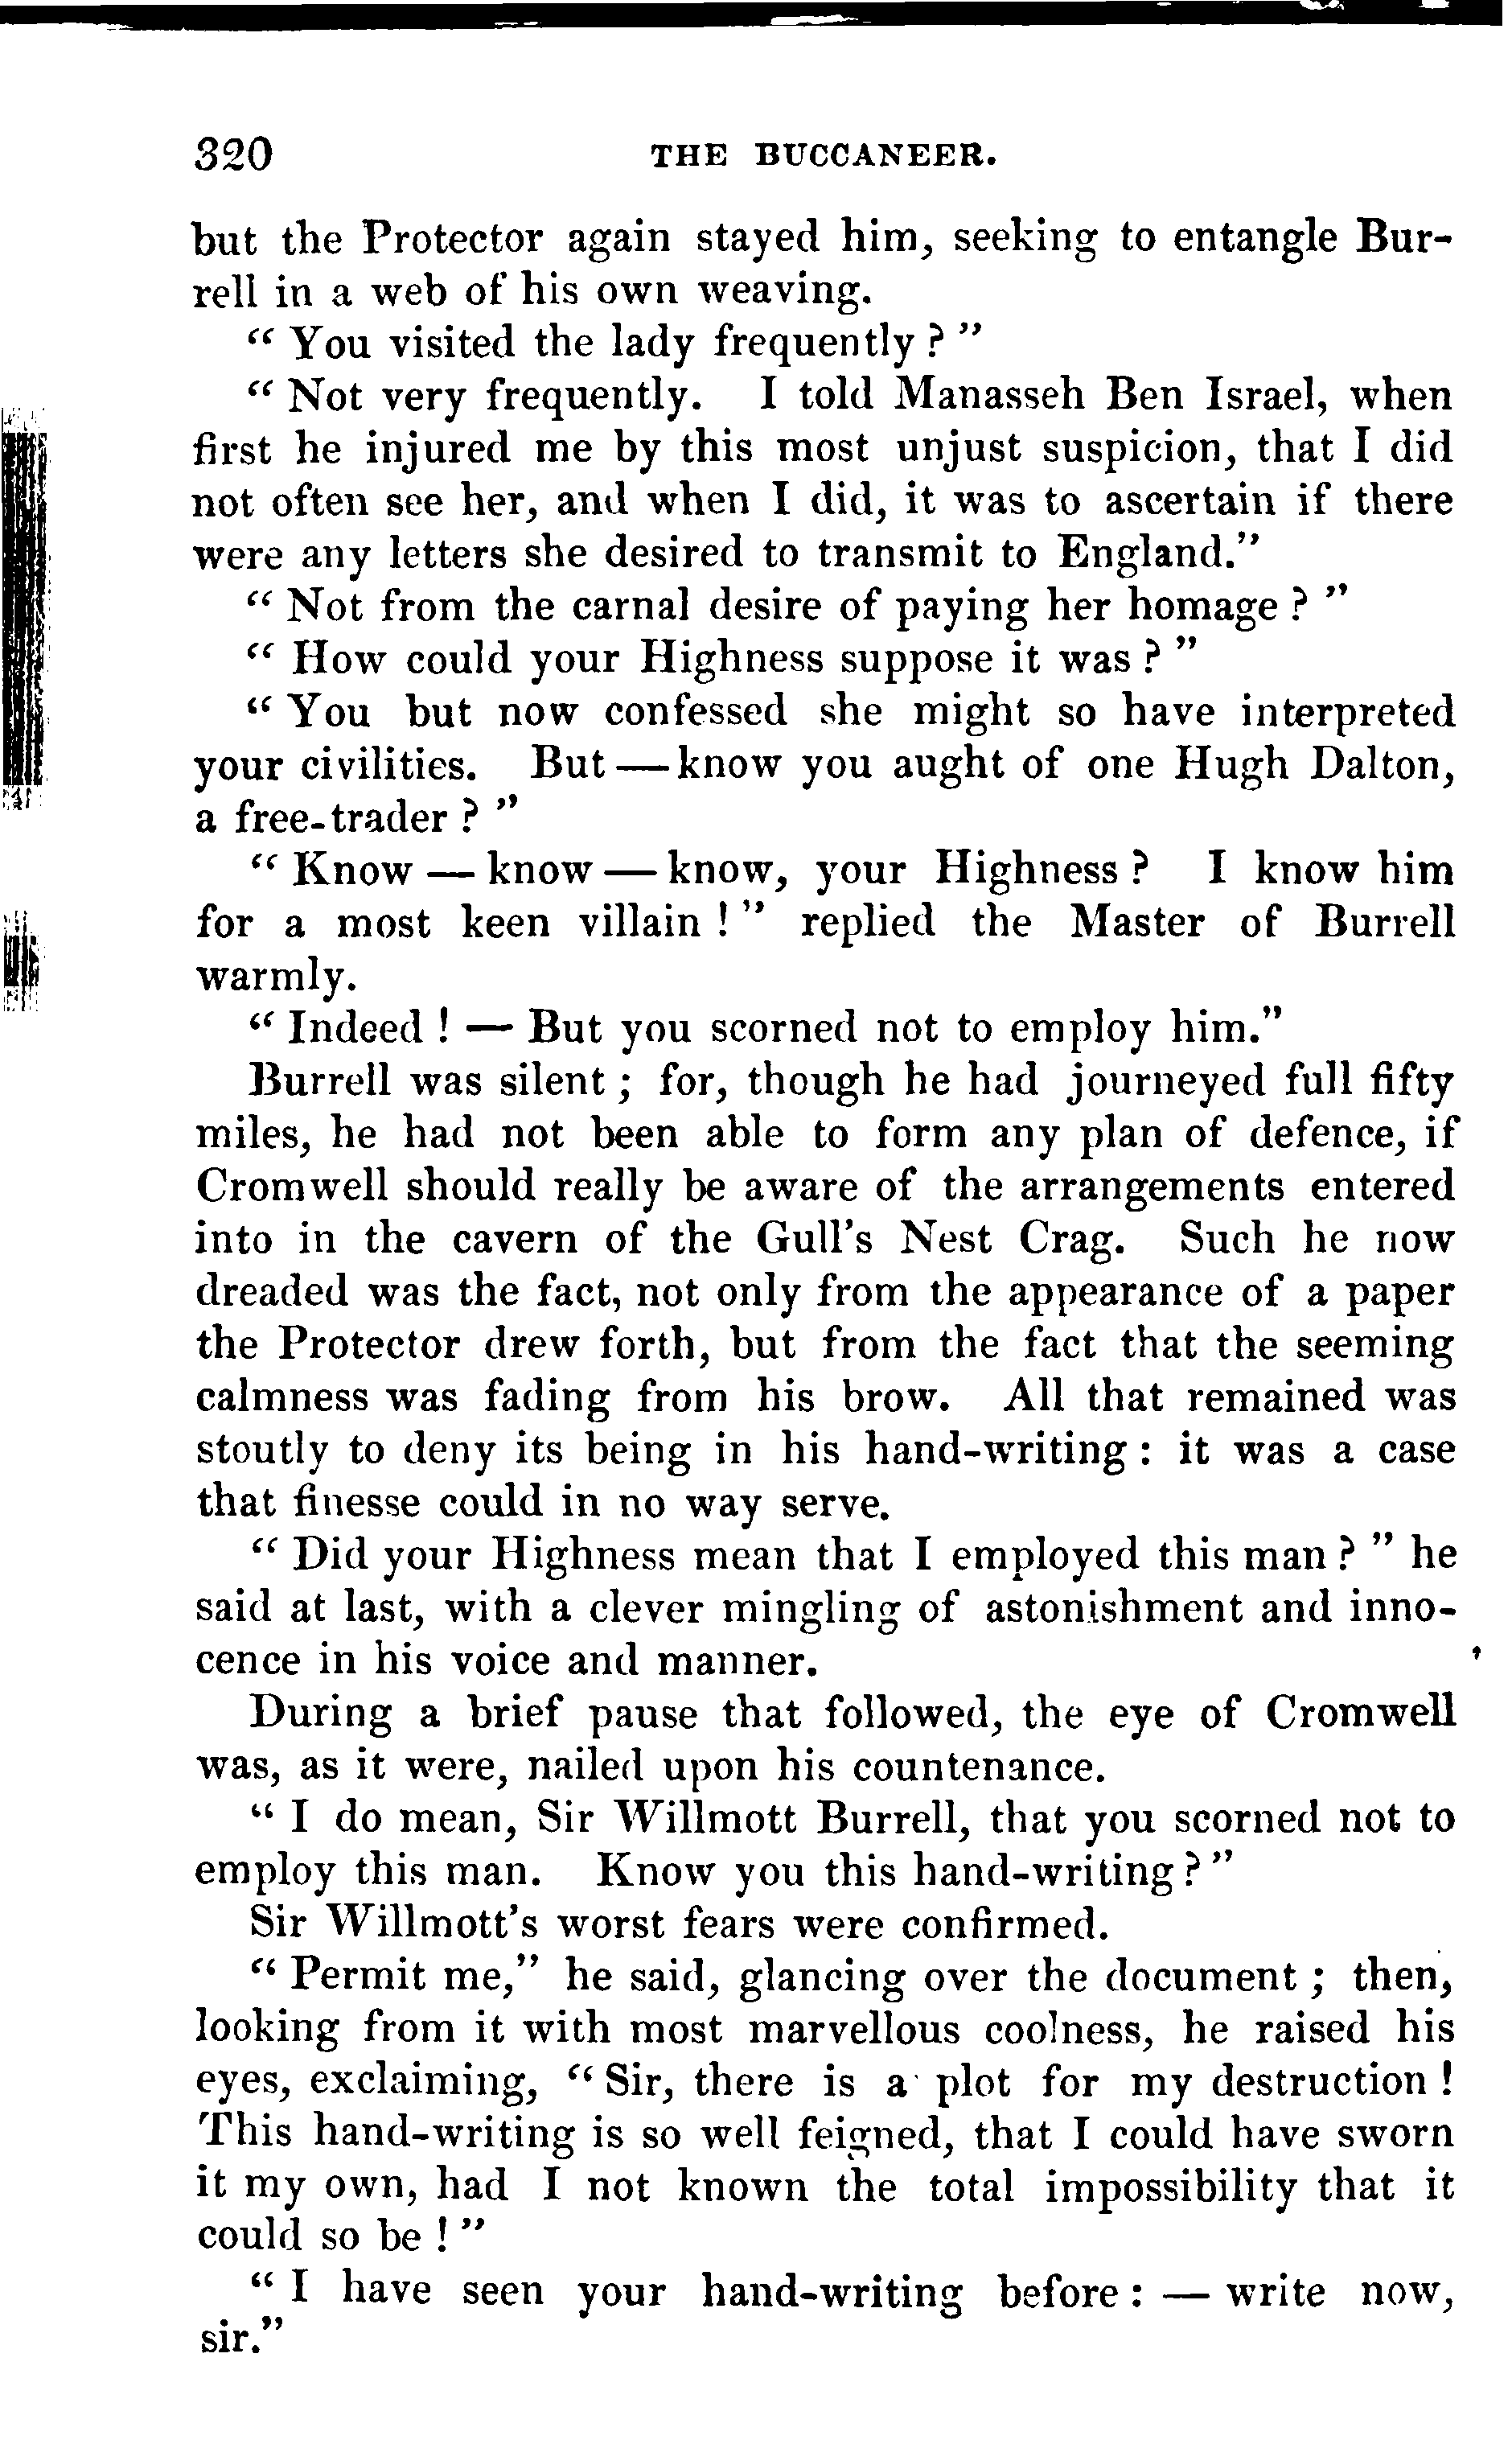 320 THE BUCCANEER.
but the Protector again stayed him, seeking to entangle Bur-
rell in a web of his own weaving.
“ You visited the lady frequently ? ”
“ Not very frequently. I told Manasseh Ben Israel, when
first he injured me by this most unjust suspicion, that I did
not often see her, and when I did, it was to ascertain if there
were any letters she desired to transmit to England.”
“ Not from the carnal desire of paying her homage ? ”
“ How could your Highness suppose it was ? ”
“ You but now confessed she might so have interpreted
your civilities. But — know you aught of one Hugh Dalton,
a free-trader ? ”
“ Know — know — know, your Highness ? I know him
for a most keen villain ! ” replied the Master of Burrell
warmly.
“ Indeed ! — But you scorned not to employ him.”
Burrell was silent ; for, though he had journeyed full fifty
miles, he had not been able to form any plan of defence, if
Cromwell should really be aware of the arrangements entered
into in the cavern of the Gull's Nest Crag. Such he now
dreaded was the fact, not only from the appearance of a paper
the Protector drew forth, but from the fact that the seeming
calmness was fading from his brow. All that remained was
stoutly to deny its being in his hand-writing : it was a case
that finesse could in no way serve.
“ Did your Highness mean that I employed this man ? ” he
said at last, with a clever mingling of astonishment and inno-
cence in his voice and manner.
During a brief pause that followed, the eye of Cromwell
was, as it were, nailed upon his countenance.
“ I do mean, Sir Willmott Burrell, that you scorned not to
employ this man. Know you this hand-writing ? ”
Sir Willmott's worst fears were confirmed.
“ Permit me,” he said, glancing over the document ; then,
looking from it with most marvellous coolness, he raised his
eyes, exclaiming, “ Sir, there is a plot for my destruction !
This hand-writing is so well feigned, that I could have sworn
it my own, had I not known the total impossibility that it
could so be ! ”
“ I have seen your hand-writing before : — write now,
sir.”